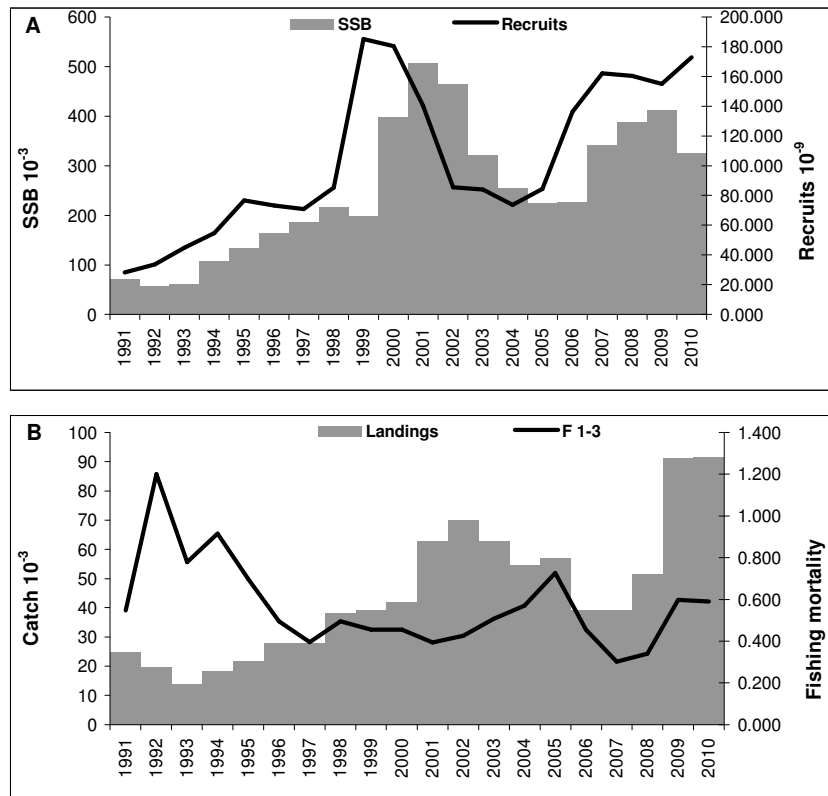 A
SSB Recruits
600 200.000
500 180.000
400 160.000
300 140.000
200 120.000
100 100.000
0 80.000
60.000
40.000
20.000
0.000
SSB 10-3
Recruits 10-9
1991 1992 1993 1994 1995 1996 1997 1998 1999 2000 2001 2002 2003 2004 2005 2006 2007 2008 2009 2010
B
Landings F 1-3
100 1.400
90 1.200
80 1.000
70 0.800
60 0.600
50 0.400
40 0.200
30 0.000
20
10
0
Catch 10-3
Fishing mortality
1991 1992 1993 1994 1995 1996 1997 1998 1999 2000 2001 2002 2003 2004 2005 2006 2007 2008 2009 2010